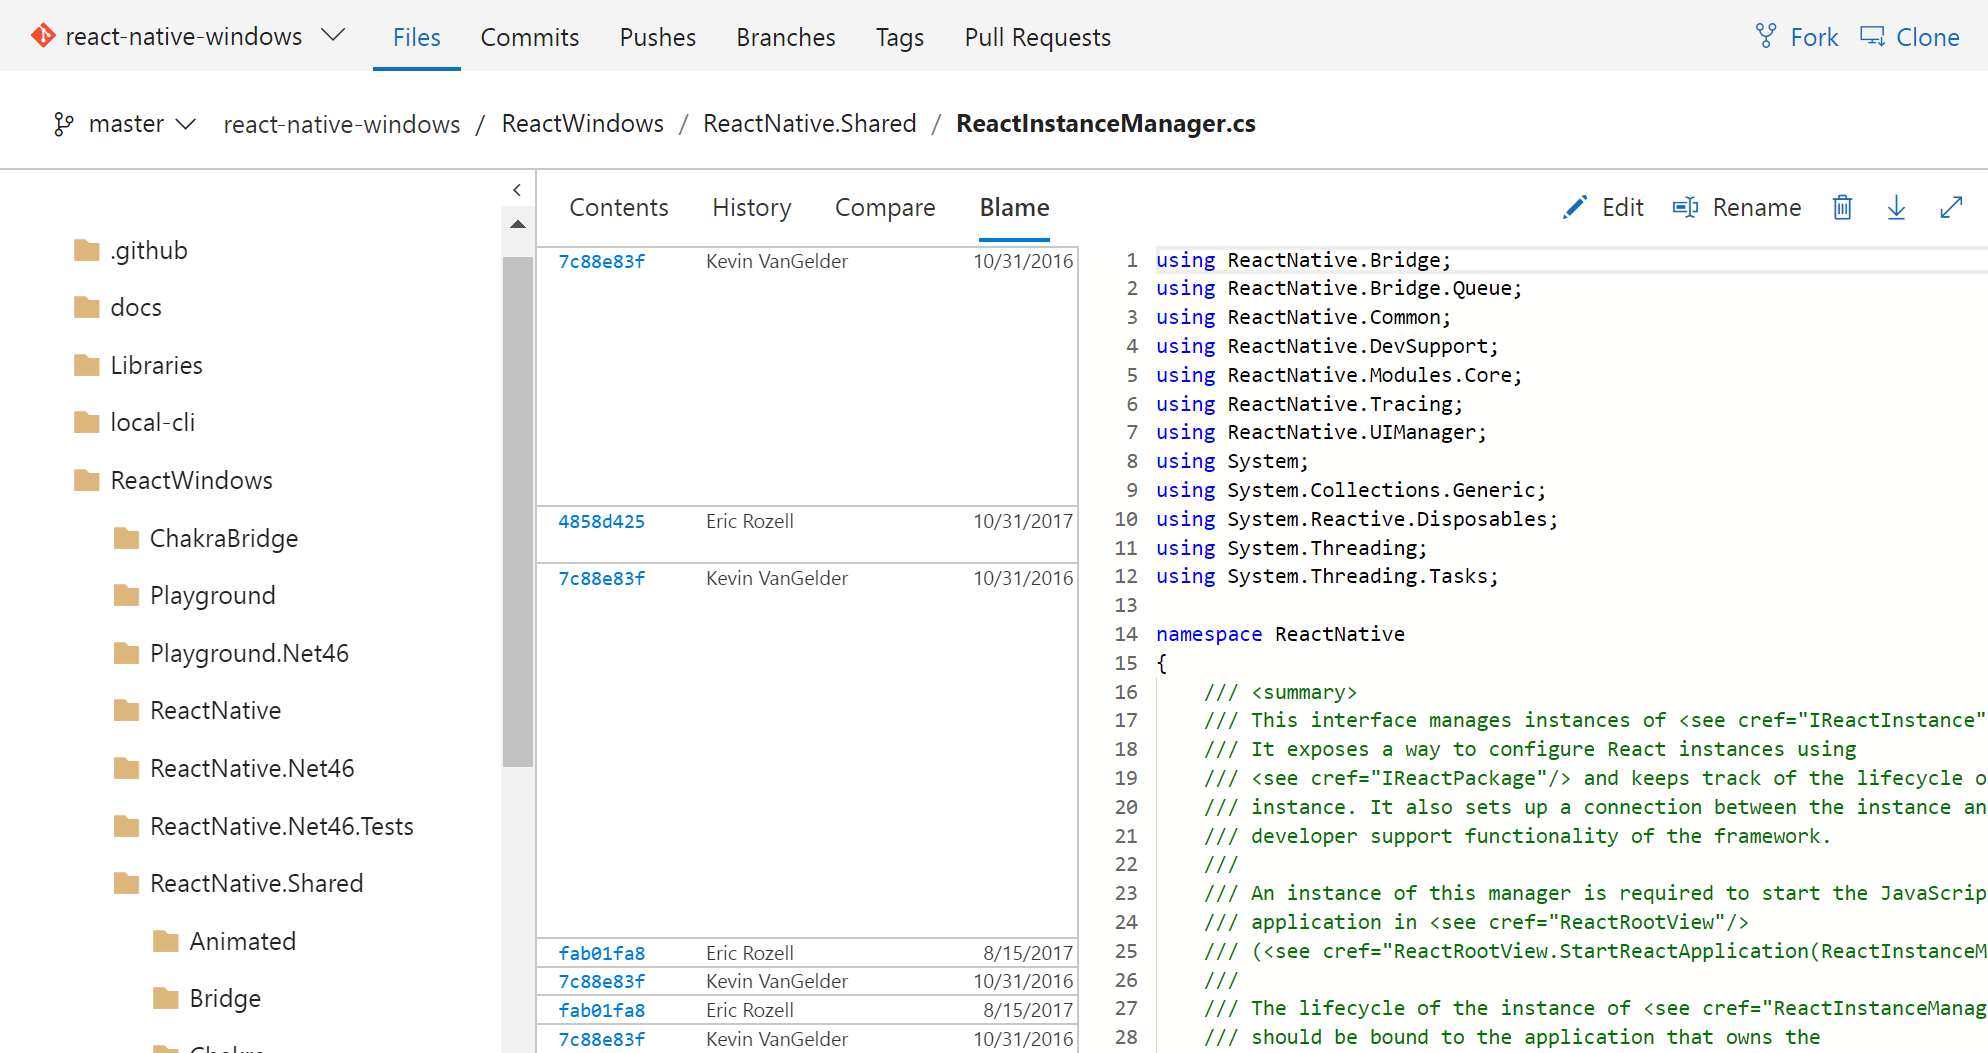 react-native-windows Files Commits Pushes Branches Tags Pull Requests Fork Clone
master react-native-windows / ReactWindows / ReactNative.Shared / ReactInstanceManager.cs
.github
docs
Libraries
local-cli
ReactWindows
ChakraBridge
Playground
Playground.Net46
ReactNative
ReactNative.Net46
ReactNative.Net46.Tests
ReactNative.Shared
Animated
Bridge
Chakra
Contents History Compare Blame Edit Rename
7c88e83f Kevin VanGelder 10/31/2016
4858d425 Eric Rozell 10/31/2017
7c88e83f Kevin VanGelder 10/31/2016
fab01fa8 Eric Rozell 8/15/2017
7c88e83f Kevin VanGelder 10/31/2016
fab01fa8 Eric Rozell 8/15/2017
7c88e83f Kevin VanGelder 10/31/2016
1 using ReactNative.Bridge;
2 using ReactNative.Bridge.Queue;
3 using ReactNative.Common;
4 using ReactNative.DevSupport;
5 using ReactNative.Modules.Core;
6 using ReactNative.Tracing;
7 using ReactNative.UIManager;
8 using System;
9 using System.Collections.Generic;
10 using System.Reactive.Disposables;
11 using System.Threading;
12 using System.Threading.Tasks;
13
14 namespace ReactNative
15 {
16 /// <summary>
17 /// This interface manages instances of <see cref="IReactInstance"
18 /// It exposes a way to configure React instances using
19 /// <see cref="IReactPackage"/> and keeps track of the lifecycle o
20 /// instance. It also sets up a connection between the instance an
21 /// developer support functionality of the framework.
22 ///
23 /// An instance of this manager is required to start the JavaScrip
24 /// application in <see cref="ReactRootView"/>
25 /// (<see cref="ReactRootView.StartReactApplication(ReactInstanceM
26 ///
27 /// The lifecycle of the instance of <see cref="ReactInstanceManag
28 /// should be bound to the application that owns the